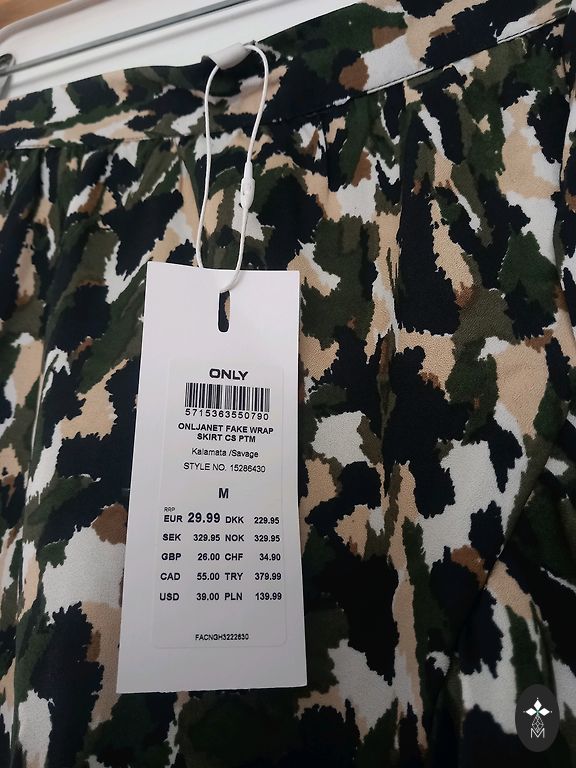 ONLY
5715363550790
ONLJANET FAKE WRAP
SKIRT CS PTM
Kalamata /Savage
STYLE NO. 15286430
M
RRP
EUR 29.99 DKK 229.95
SEK 329.95 NOK 329.95
GBP 26.00 CHF 34.90
CAD 55.00 TRY 379.99
USD 39.00 PLN 139.99
FACNGH3222630
M